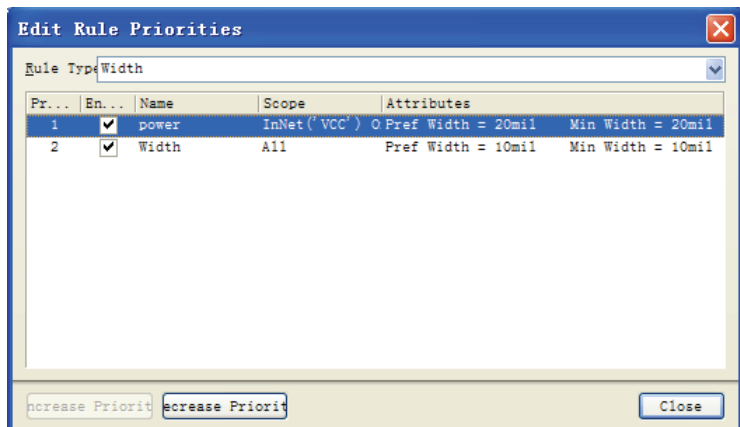 Edit Rule Priorities
Rule Type Width
Pr... En... Name Scope Attributes
1 power InNet('VCC') O Pref Width = 20mil Min Width = 20mil
2 Width All Pref Width = 10mil Min Width = 10mil
ncrease Priorit ecrease Priorit Close